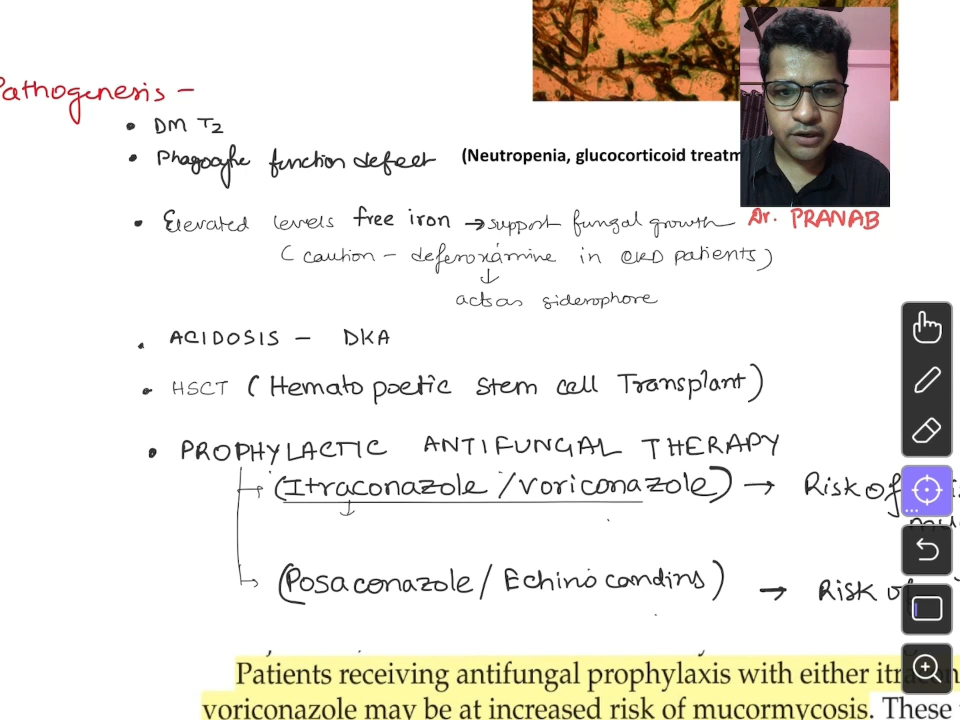 Pathogenesis -
• DM T2
• Phagocyte function defect (Neutropenia, glucocorticoid
• Elevated levels free iron → support fungal growth Dr. PRANAB
(caution - deferoxamine in CKD patients)
↓
acts as siderophore
• ACIDOSIS - DKA
• HSCT (Hemato poetic Stem cell Transplant)
• PROPHYLACTIC ANTIFUNGAL THERAPY
(Itraconazole / Voriconazole) → Risk of
(Posaconazole / Echinocandins) → Risk of
Patients receiving antifungal prophylaxis with either
voriconazole may be at increased risk of mucormycosis. These